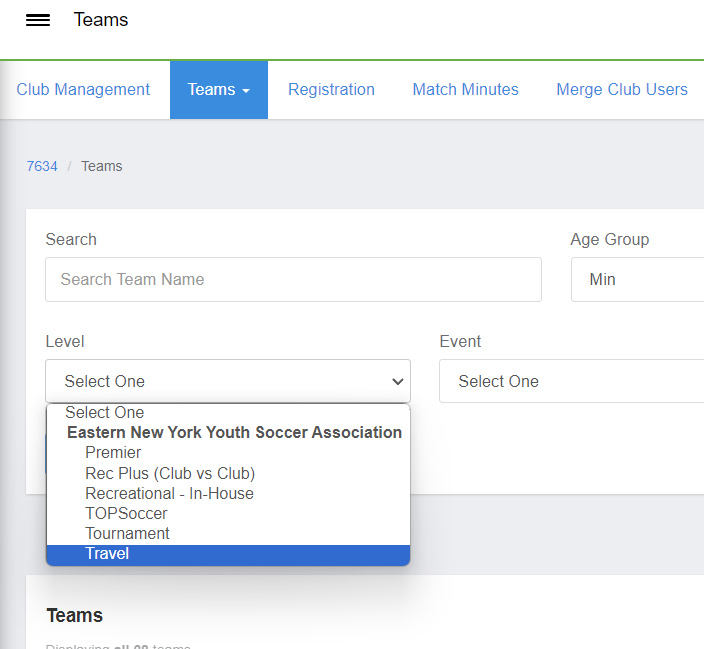 Teams
Club Management Teams Registration Match Minutes Merge Club Users
7634 / Teams
Search Age Group
Search Team Name Min
Level Event
Select One Select One
Select One
Eastern New York Youth Soccer Association
Premier
Rec Plus (Club vs Club)
Recreational - In-House
TOPSoccer
Tournament
Travel
Teams
Displaying all teams